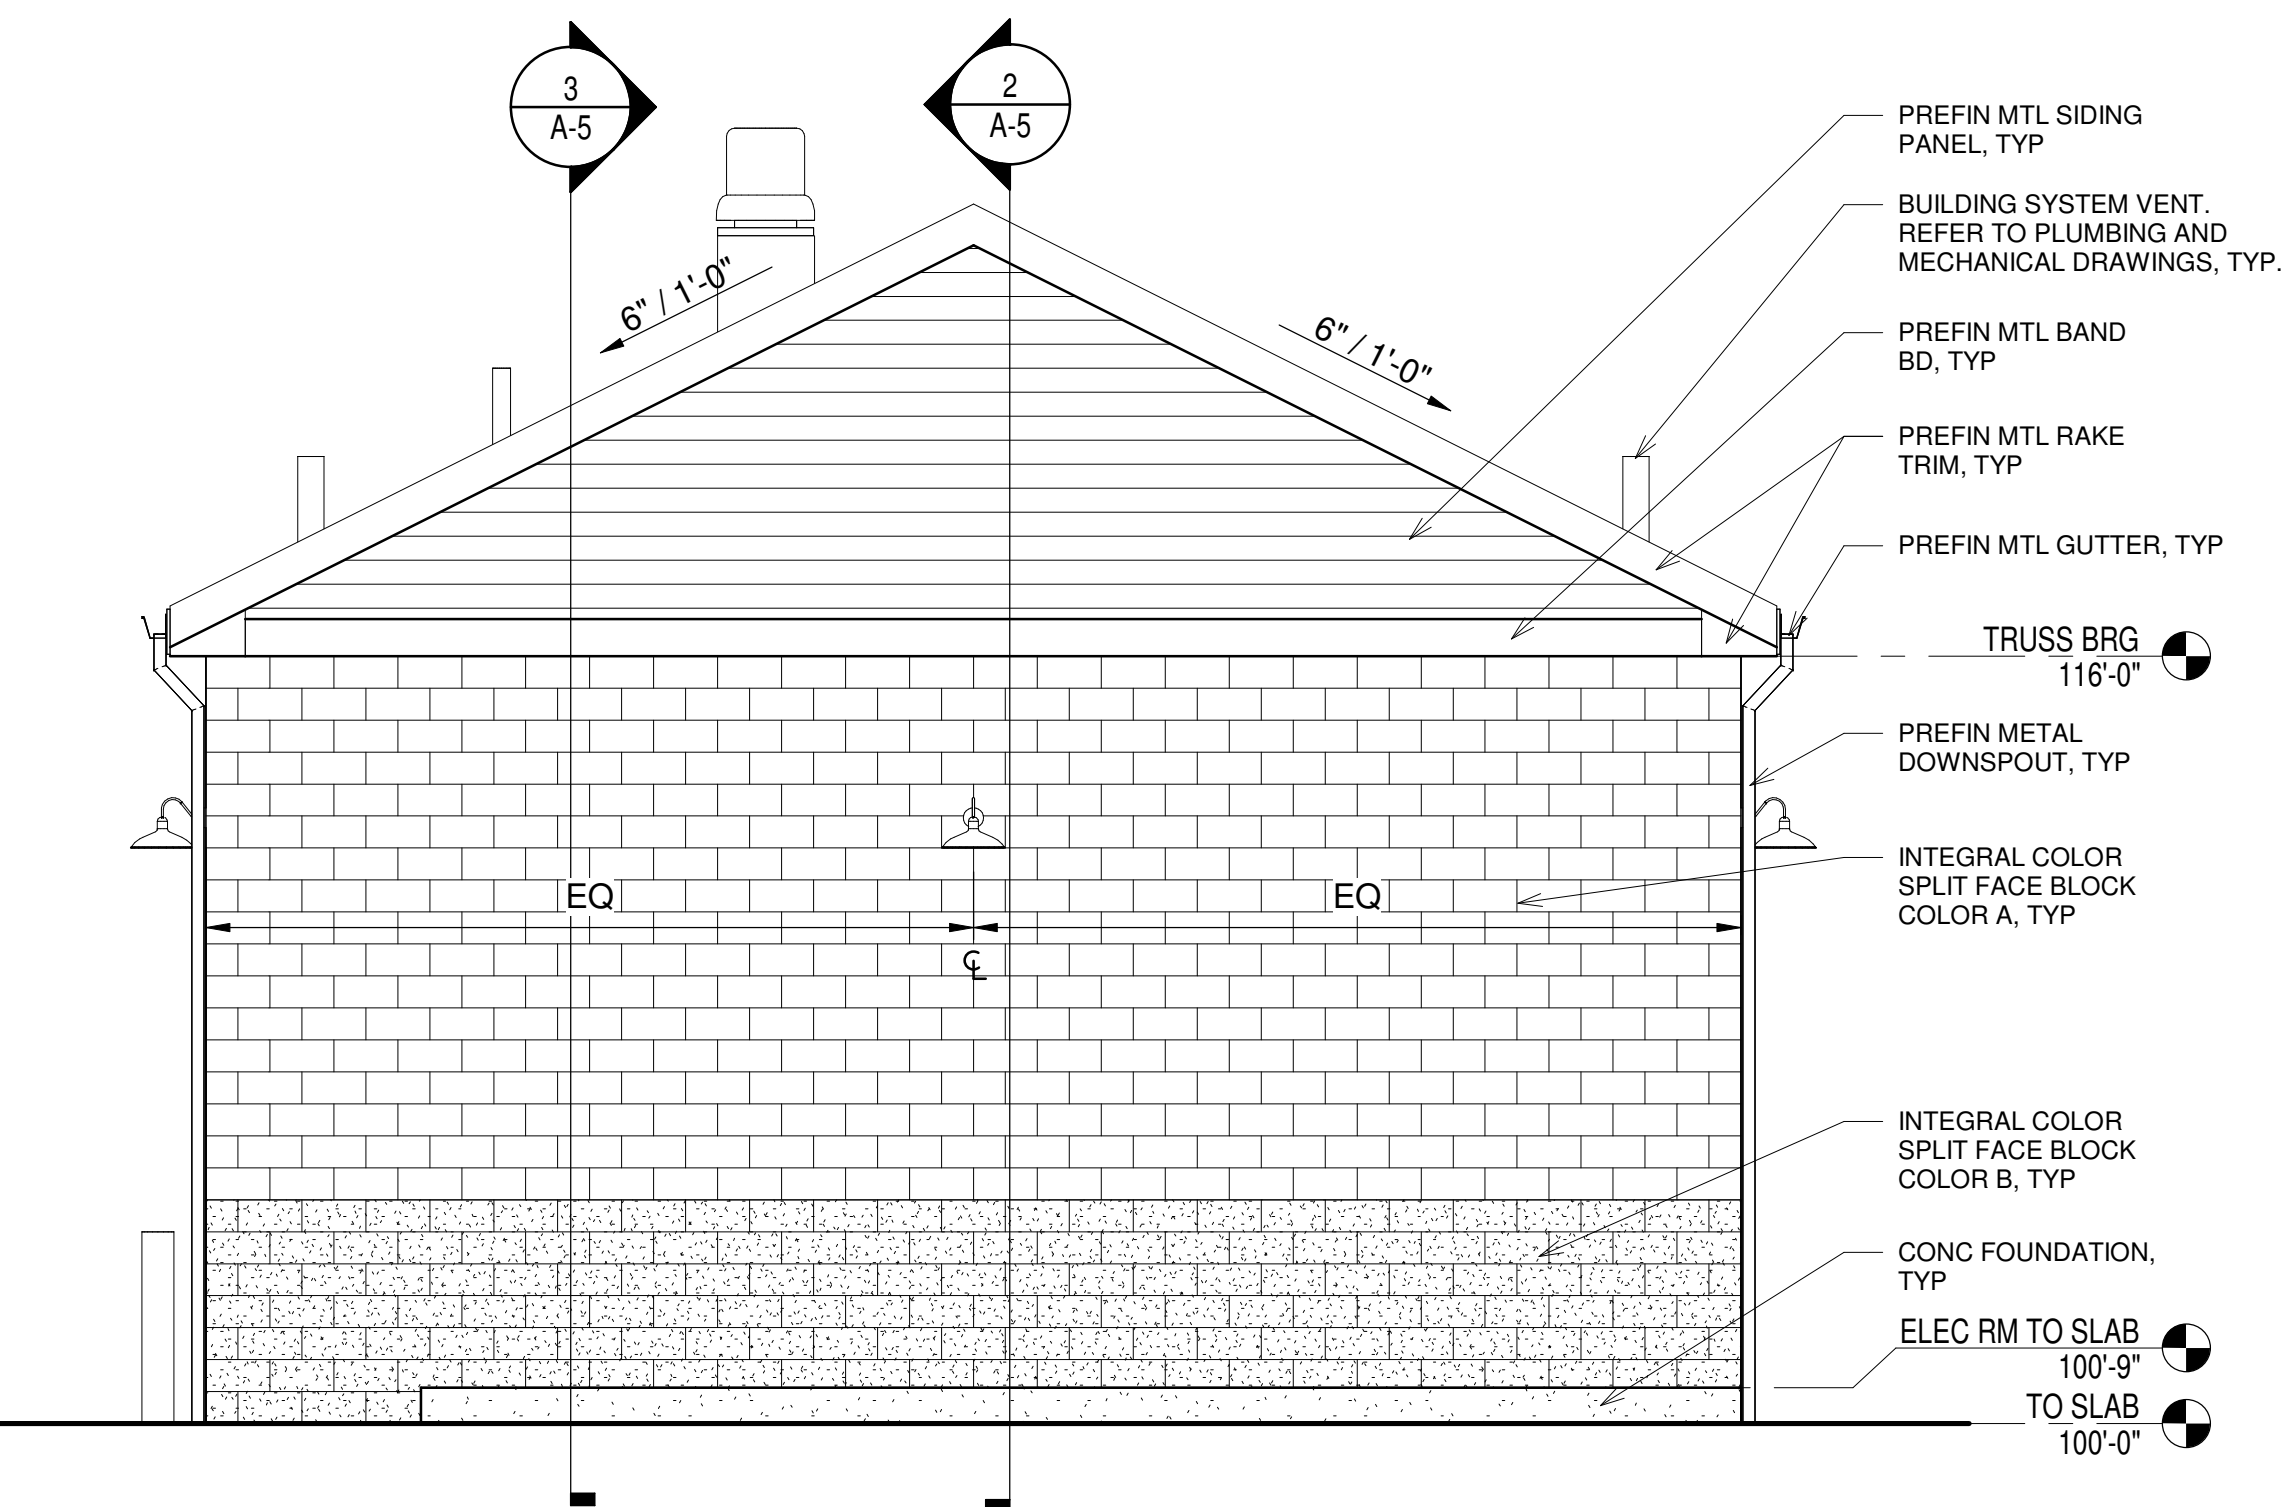 3
A-5
2
A-5
6" / 1'-0"
6" / 1'-0"
PREFIN MTL SIDING
PANEL, TYP
BUILDING SYSTEM VENT.
REFER TO PLUMBING AND
MECHANICAL DRAWINGS, TYP.
PREFIN MTL BAND
BD, TYP
PREFIN MTL RAKE
TRIM, TYP
PREFIN MTL GUTTER, TYP
TRUSS BRG
116'-0"
PREFIN METAL
DOWNSPOUT, TYP
INTEGRAL COLOR
SPLIT FACE BLOCK
COLOR A, TYP
EQ
EQ
℄
INTEGRAL COLOR
SPLIT FACE BLOCK
COLOR B, TYP
CONC FOUNDATION,
TYP
ELEC RM TO SLAB
100'-9"
TO SLAB
100'-0"